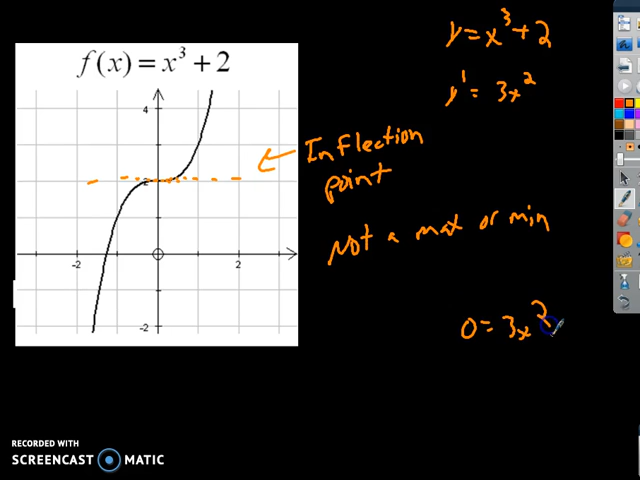 y = x³ + 2
f(x) = x³ + 2
y' = 3x²
4
Inflection
point
2
Not a max or min
-2
2
-2
0 = 3x²
RECORDED WITH
SCREENCAST MATIC